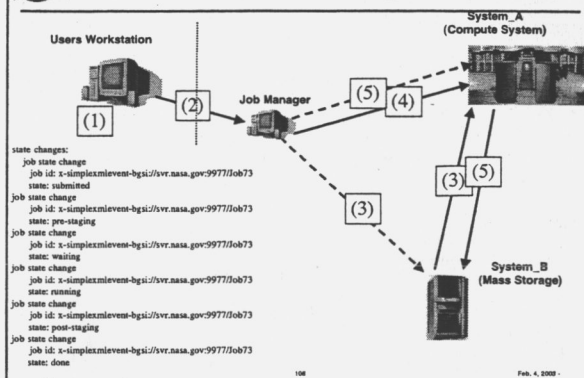 System_A
(Compute System)
Users Workstation
Job Manager
(1)
(2)
(5)
(4)
(3)
(3)
(5)
System_B
(Mass Storage)
state changes:
job state change
job id: x-simplexmlevent-bgsi://svr.nasa.gov:9977/Job73
state: submitted
job state change
job id: x-simplexmlevent-bgsi://svr.nasa.gov:9977/Job73
state: pre-staging
job state change
job id: x-simplexmlevent-bgsi://svr.nasa.gov:9977/Job73
state: waiting
job state change
job id: x-simplexmlevent-bgsi://svr.nasa.gov:9977/Job73
state: running
job state change
job id: x-simplexmlevent-bgsi://svr.nasa.gov:9977/Job73
state: post-staging
job state change
job id: x-simplexmlevent-bgsi://svr.nasa.gov:9977/Job73
state: done
106
Feb. 4, 2002 -